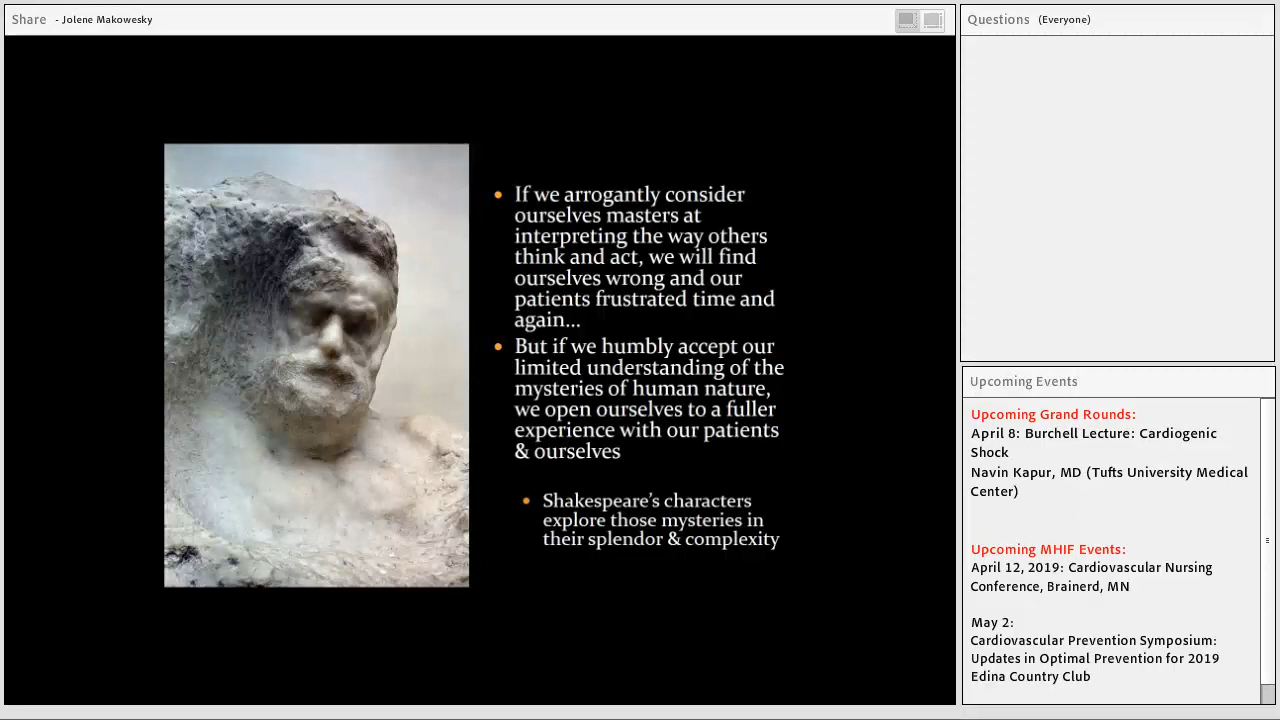 Share - Jolene Makowesky
If we arrogantly consider
ourselves masters at
interpreting the way others
think and act, we will find
ourselves wrong and our
patients frustrated time and
again...
But if we humbly accept our
limited understanding of the
mysteries of human nature,
we open ourselves to a fuller
experience with our patients
& ourselves
Shakespeare's characters
explore those mysteries in
their splendor & complexity
Questions (Everyone)
Upcoming Events
Upcoming Grand Rounds:
April 8: Burchell Lecture: Cardiogenic
Shock
Navin Kapur, MD (Tufts University Medical
Center)
Upcoming MHIF Events:
April 12, 2019: Cardiovascular Nursing
Conference, Brainerd, MN
May 2:
Cardiovascular Prevention Symposium:
Updates in Optimal Prevention for 2019
Edina Country Club